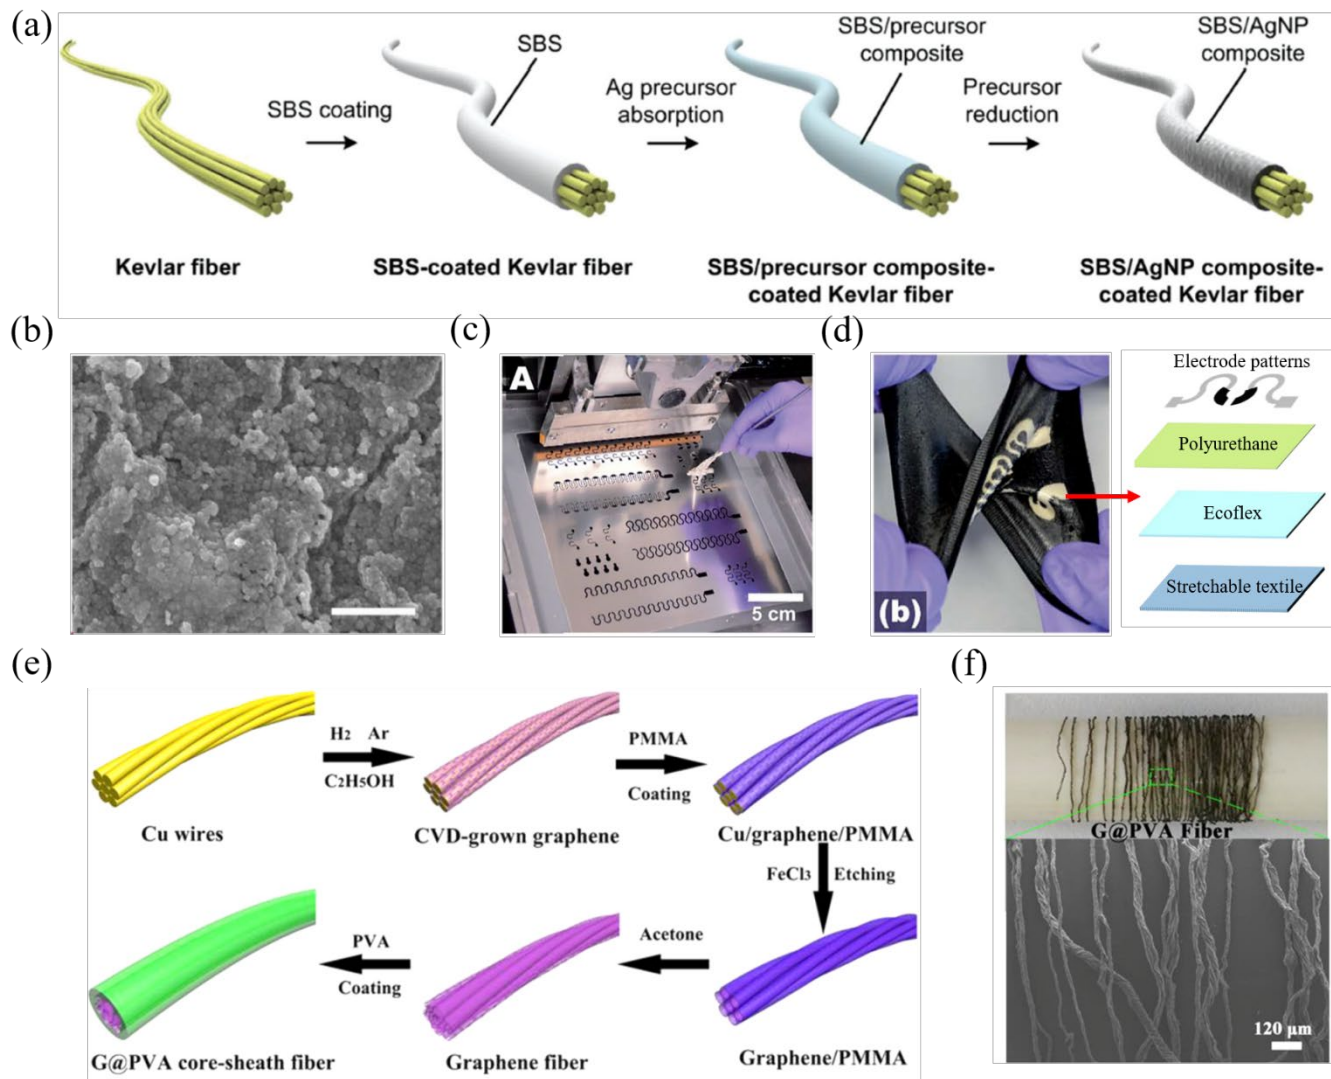 (a)
SBS coating
SBS
Ag precursor
absorption
SBS/precursor
composite
Precursor
reduction
SBS/AgNP
composite
Kevlar fiber
SBS-coated Kevlar fiber
SBS/precursor composite-
coated Kevlar fiber
SBS/AgNP composite-
coated Kevlar fiber
(b)
(c)
A
5 cm
(d)
(b)
Electrode patterns
Polyurethane
Ecoflex
Stretchable textile
(e)
H2 Ar
C2H5OH
PMMA
Coating
Cu wires
CVD-grown graphene
Cu/graphene/PMMA
FeCl3 Etching
PVA
Coating
Acetone
G@PVA core-sheath fiber
Graphene fiber
Graphene/PMMA
(f)
G@PVA Fiber
120 μm